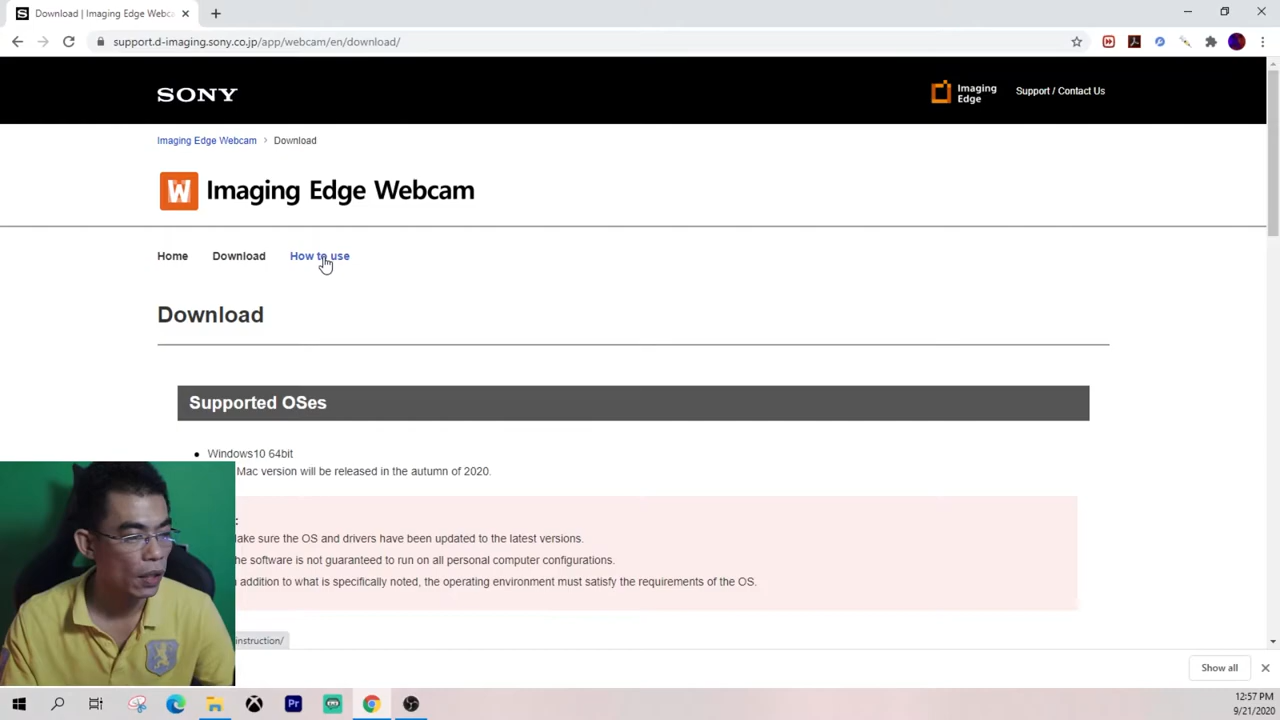 Download | Imaging Edge Webc
support.d-imaging.sony.co.jp/app/webcam/en/download/
SONY
Imaging Edge
Support / Contact Us
Imaging Edge Webcam > Download
W Imaging Edge Webcam
Home Download How to use
Download
Supported OSes
• Windows10 64bit
Mac version will be released in the autumn of 2020.
:
ake sure the OS and drivers have been updated to the latest versions.
he software is not guaranteed to run on all personal computer configurations.
addition to what is specifically noted, the operating environment must satisfy the requirements of the OS.
instruction/
Show all
Pr
12:57 PM
9/21/2020